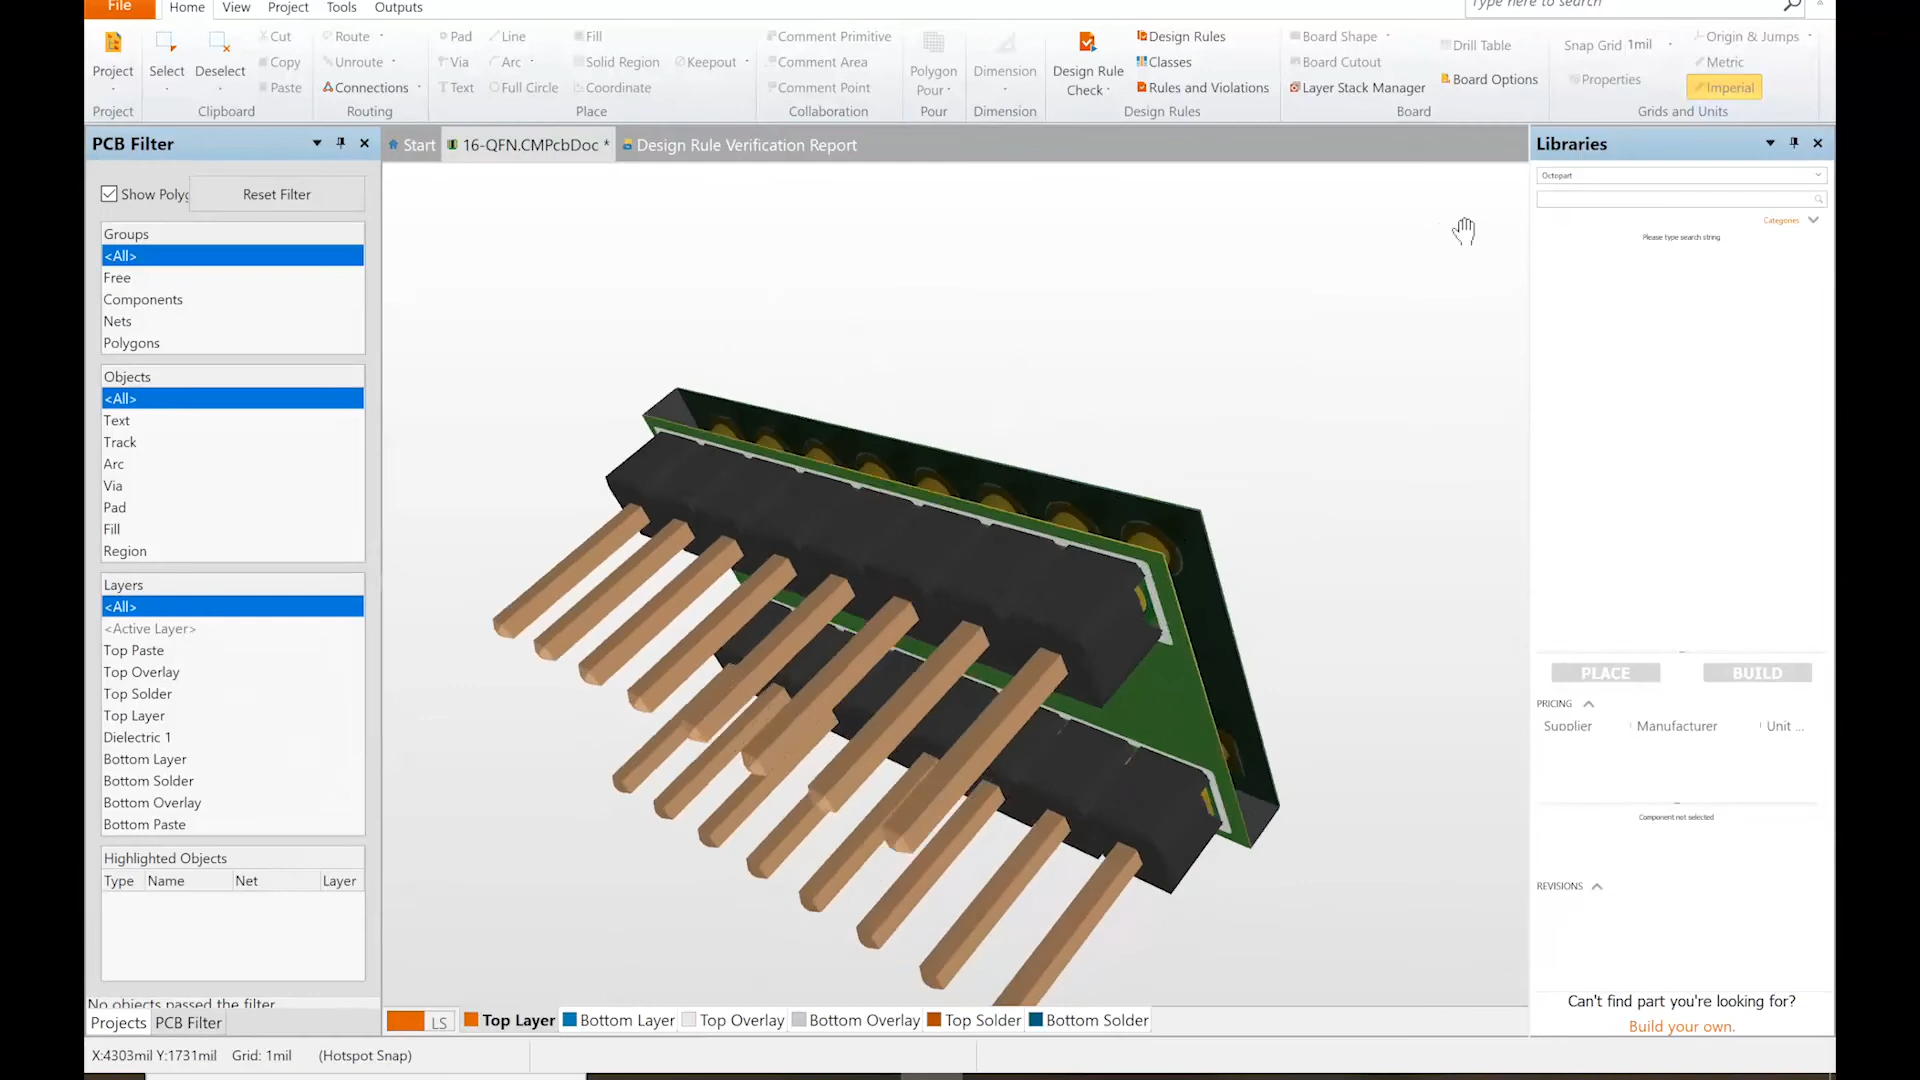 File
Home View Project Tools Outputs
Type here to search
Project
Project
Select Deselect Cut Copy Paste
Clipboard
Route
Unroute
Connections
Routing
Pad Line Fill
Via Arc Solid Region Keepout
Text Full Circle Coordinate
Place
Comment Primitive
Comment Area
Comment Point
Collaboration
Polygon Pour
Pour
Dimension
Dimension
Design Rule Check
Design Rules
Classes
Rules and Violations
Design Rules
Board Shape
Board Cutout
Layer Stack Manager
Drill Table
Board Options
Board
Snap Grid 1mil
Properties
Origin & Jumps
Metric
Imperial
Grids and Units
PCB Filter
Start 16-QFN.CMPcbDoc * Design Rule Verification Report
Libraries
Show Polyg
Reset Filter
Groups
<All>
Free
Components
Nets
Polygons
Objects
<All>
Text
Track
Arc
Via
Pad
Fill
Region
Layers
<All>
<Active Layer>
Top Paste
Top Overlay
Top Solder
Top Layer
Dielectric 1
Bottom Layer
Bottom Solder
Bottom Overlay
Bottom Paste
Highlighted Objects
Type Name Net Layer
No objects passed the filter
Projects PCB Filter
Octopart
Categories
Please type search string
PLACE BUILD
PRICING
Supplier Manufacturer Unit ...
Component not selected
REVISIONS
Can't find part you're looking for?
Build your own.
LS Top Layer Bottom Layer Top Overlay Bottom Overlay Top Solder Bottom Solder
X:4303mil Y:1731mil Grid: 1mil (Hotspot Snap)